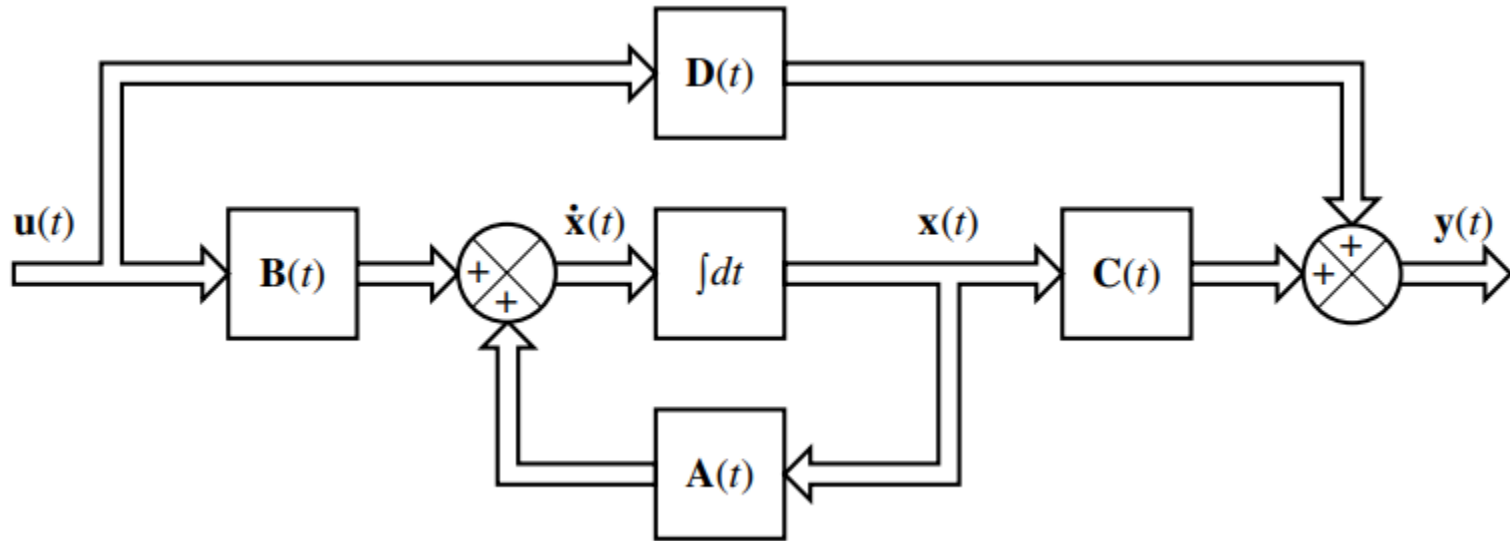 D(t)
u(t)
B(t)
+
+
ẋ(t)
∫dt
x(t)
C(t)
+
+
y(t)
A(t)